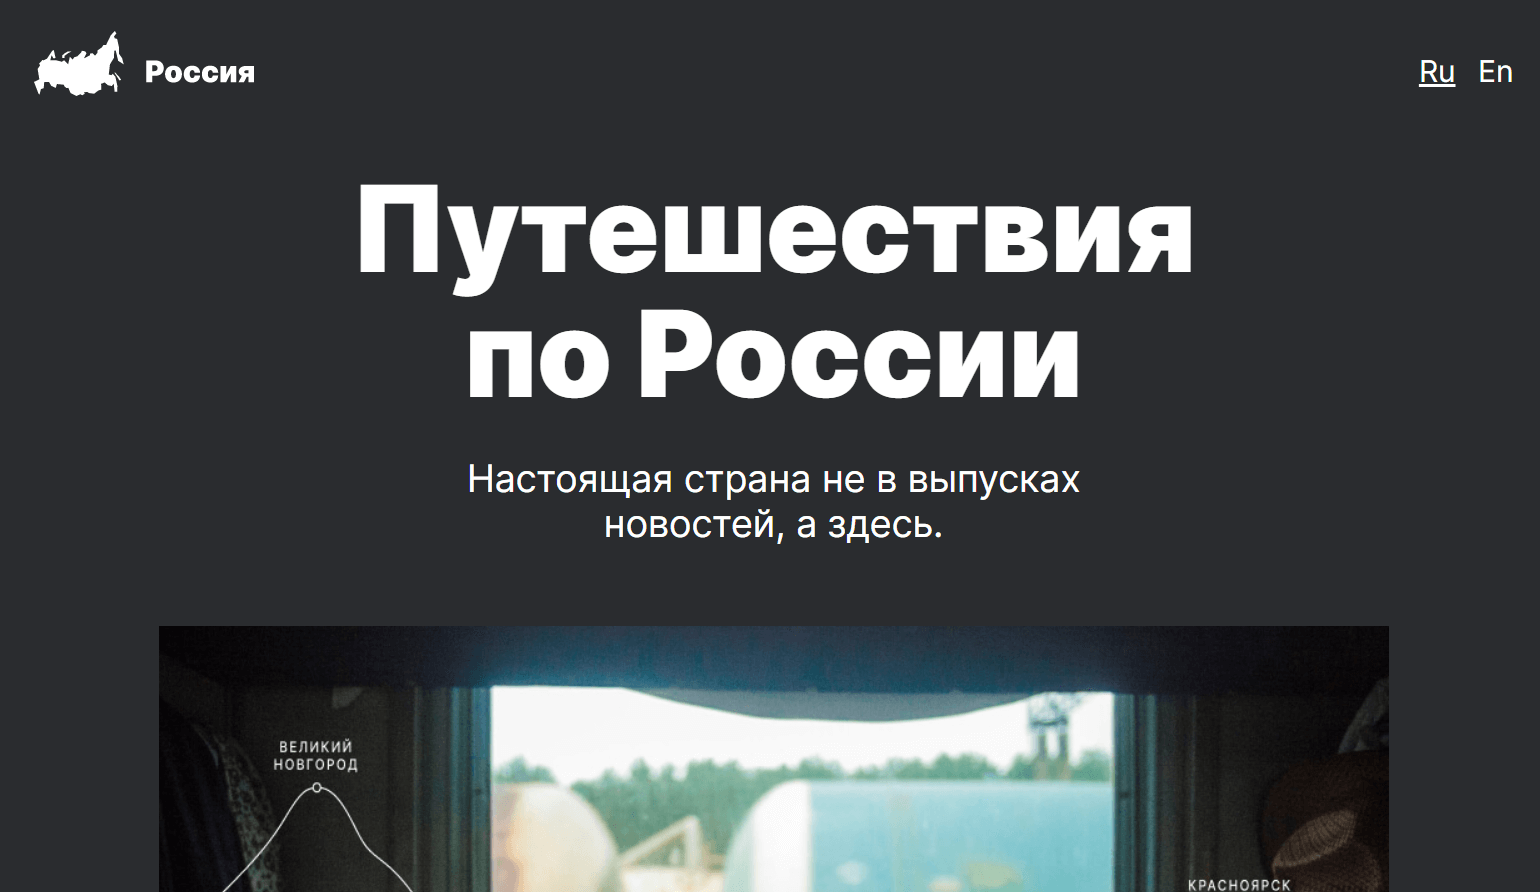 Россия
Ru En
Путешествия
по России
Настоящая страна не в выпусках
новостей, а здесь.
ВЕЛИКИЙ
НОВГОРОД
КРАСНОЯРСК